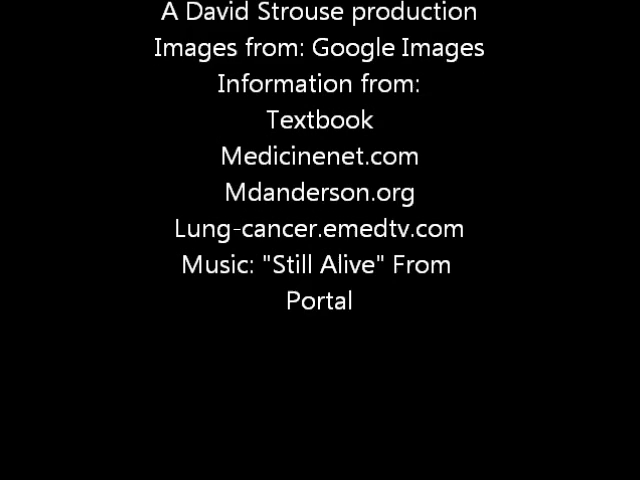 A David Strouse production
Images from: Google Images
Information from:
Textbook
Medicinenet.com
Mdanderson.org
Lung-cancer.emedtv.com
Music: "Still Alive" From
Portal